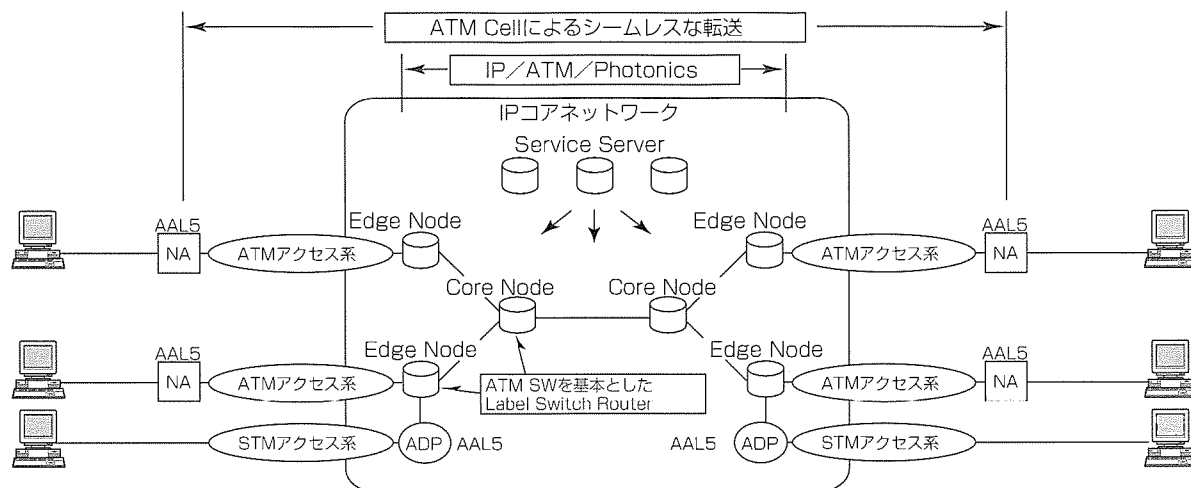 ATM Cellによるシームレスな転送
IP／ATM／Photonics
IPコアネットワーク
Service Server
AAL5
Edge Node
Edge Node
AAL5
NA
ATMアクセス系
ATMアクセス系
NA
Core Node
Core Node
AAL5
Edge Node
Edge Node
AAL5
NA
ATMアクセス系
ATM SWを基本とした
Label Switch Router
ATMアクセス系
NA
STMアクセス系
ADP
AAL5
AAL5
ADP
STMアクセス系